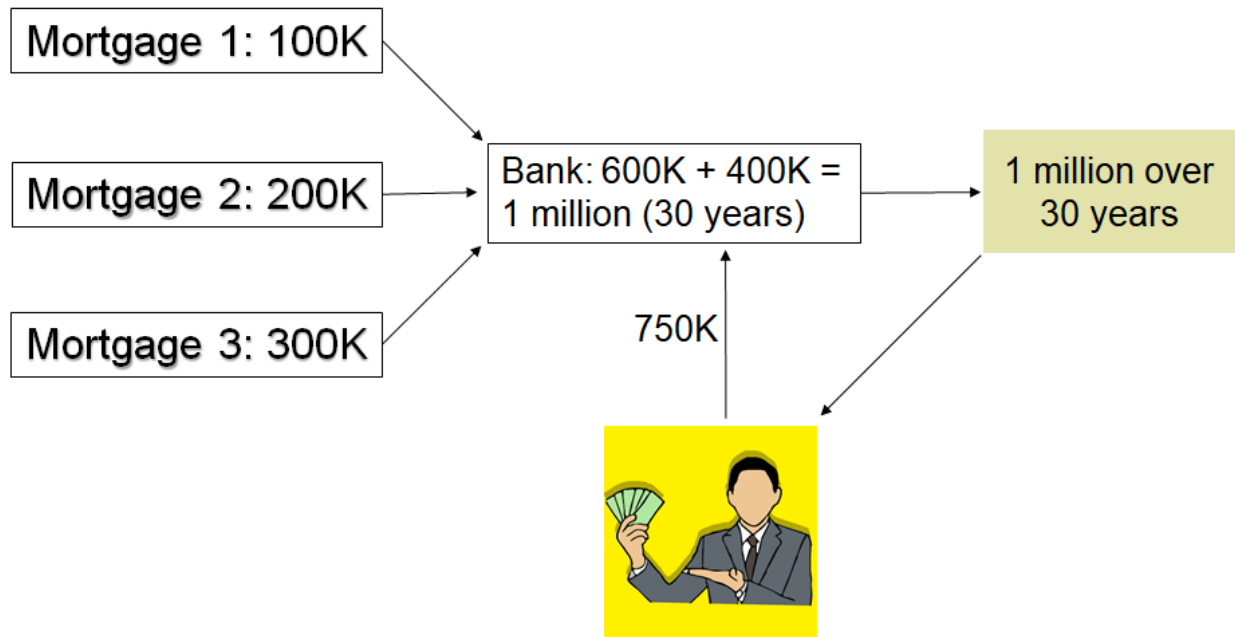 Mortgage 1: 100K
Mortgage 2: 200K
Mortgage 3: 300K
Bank: 600K + 400K =
1 million (30 years)
1 million over
30 years
750K